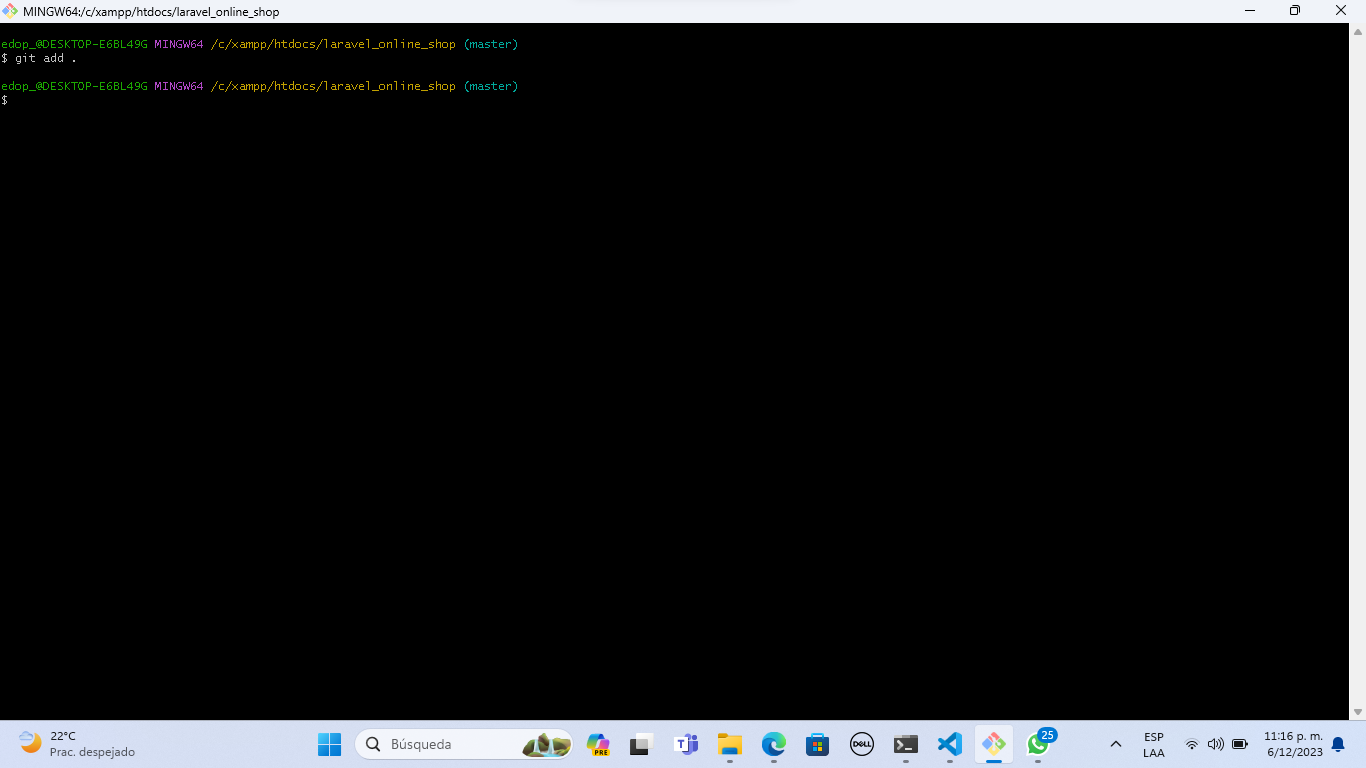 MINGW64:/c/xampp/htdocs/laravel_online_shop
edop_@DESKTOP-E6BL49G MINGW64 /c/xampp/htdocs/laravel_online_shop (master)
$ git add .
edop_@DESKTOP-E6BL49G MINGW64 /c/xampp/htdocs/laravel_online_shop (master)
$
22°C
Prac. despejado
Búsqueda
PRE
T
DELL
25
ESP
LAA
11:16 p. m.
6/12/2023